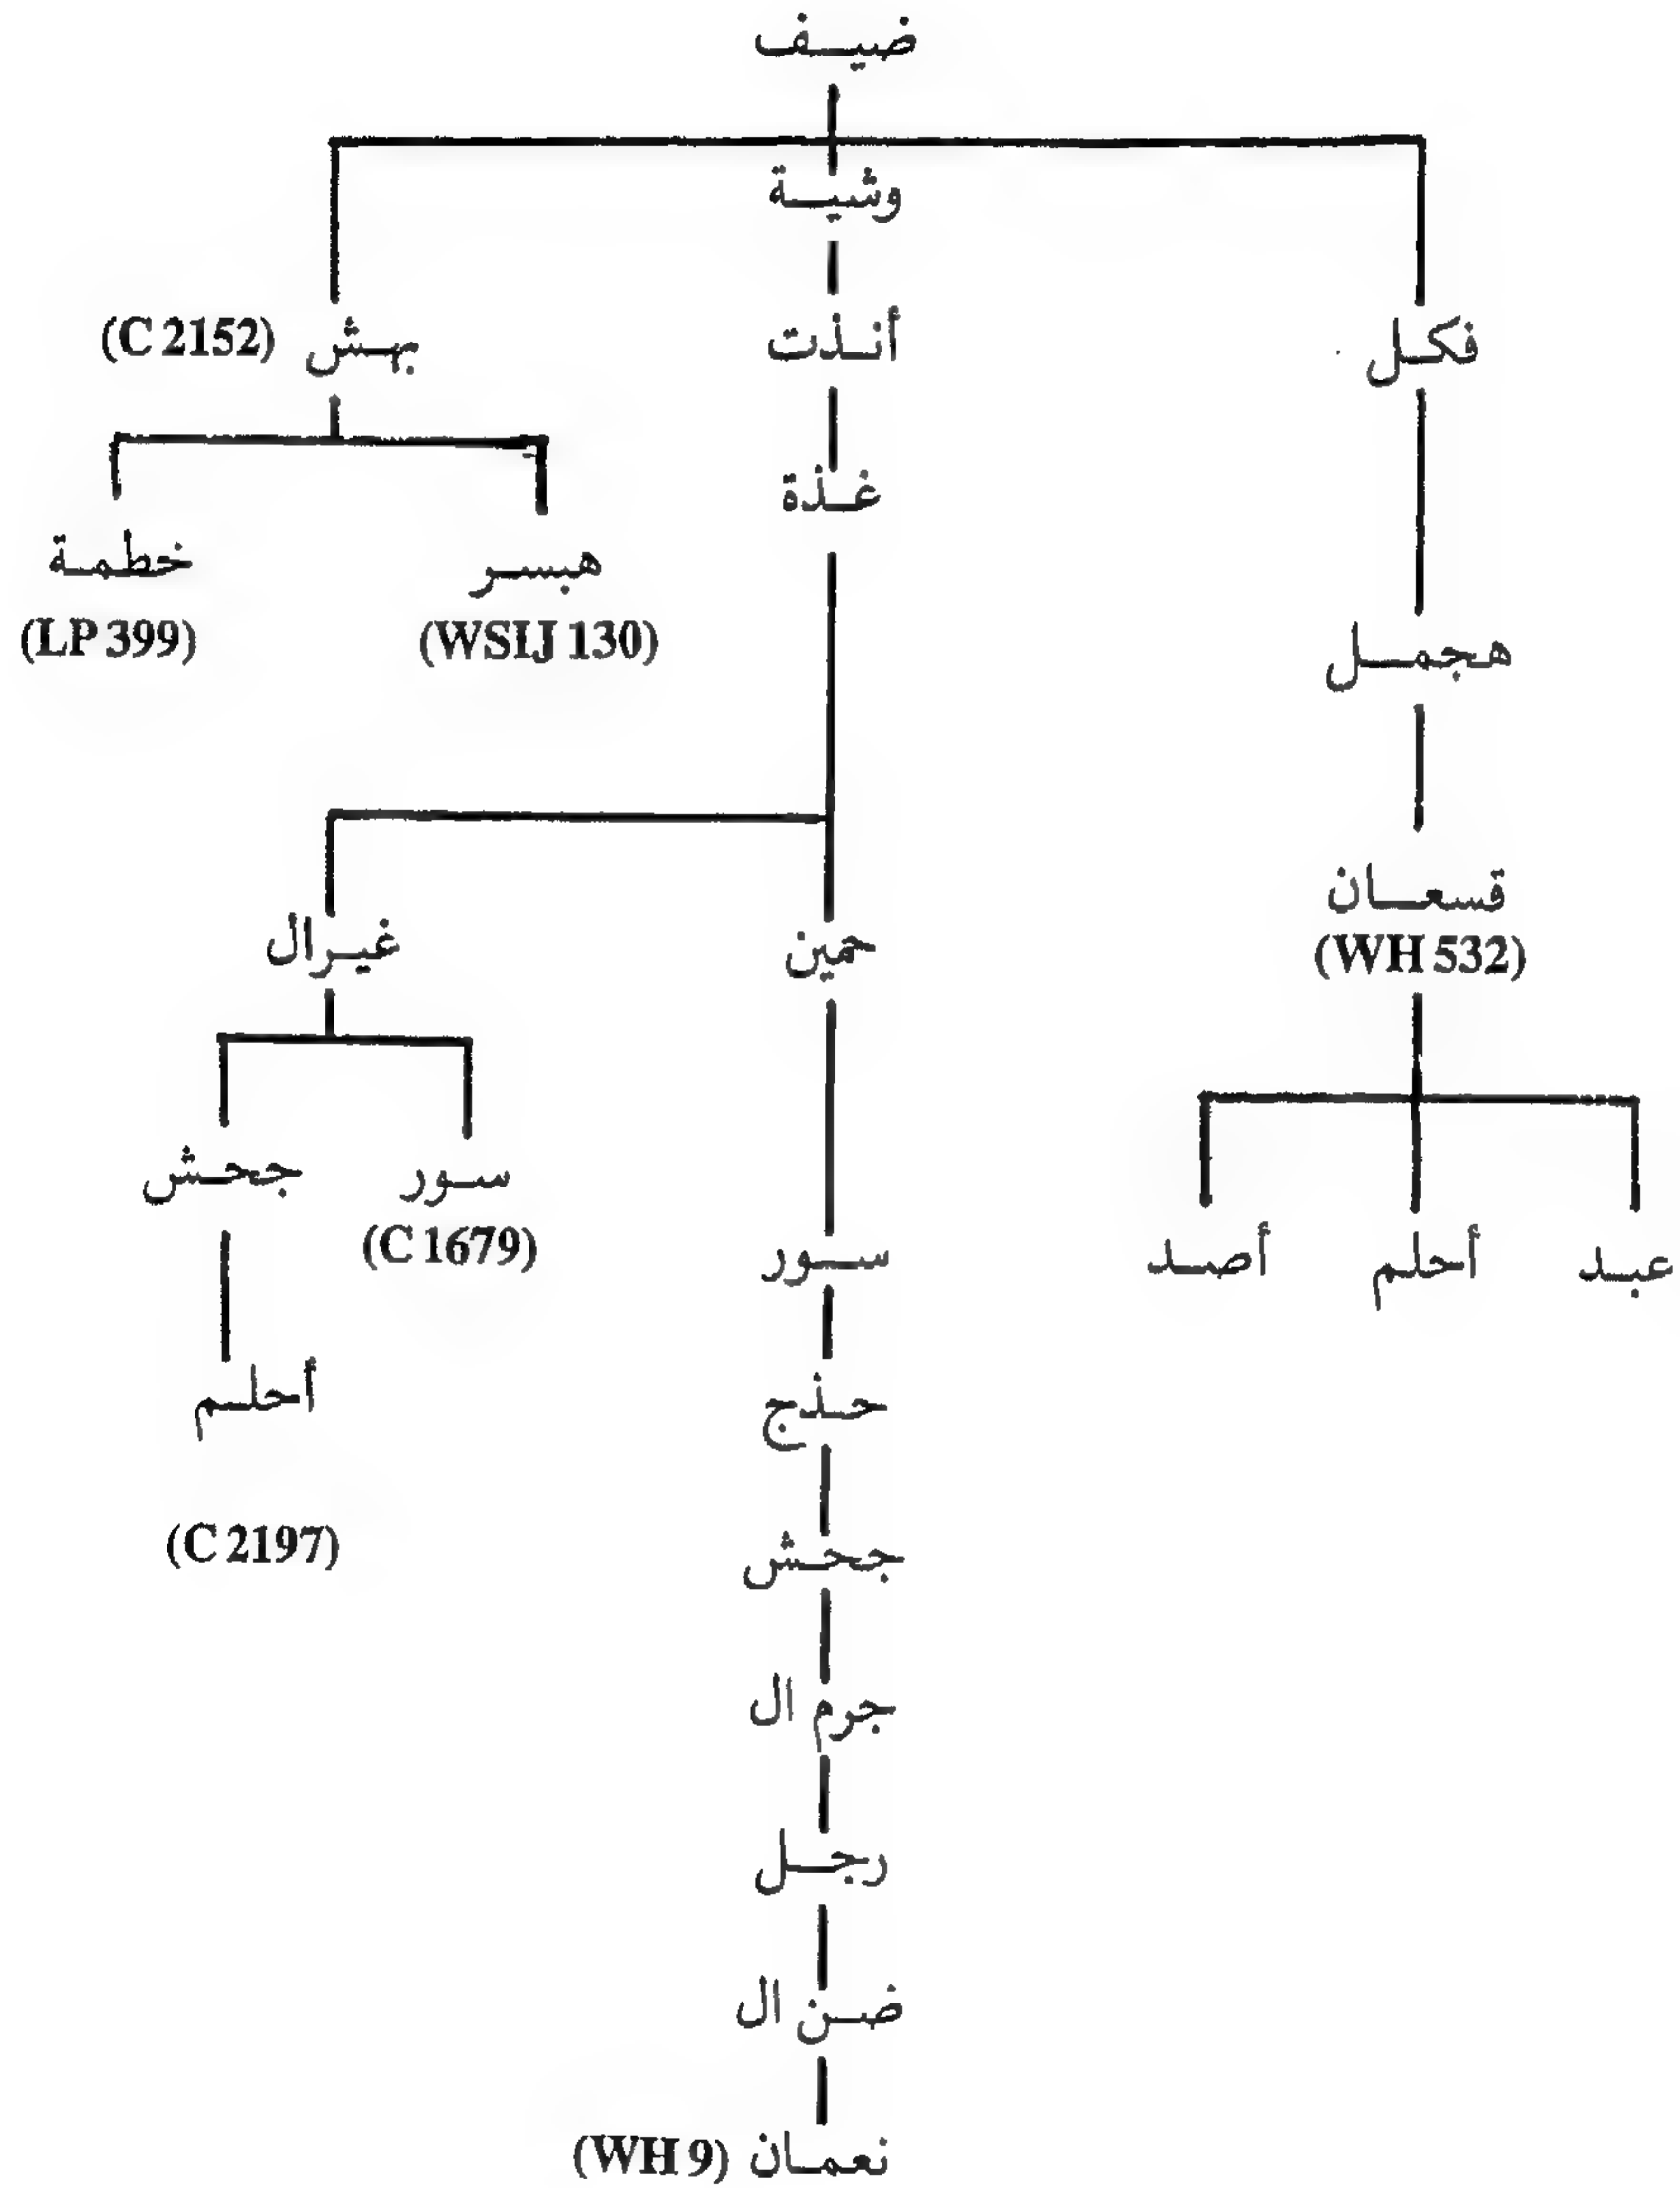 ضيف
وشية
فكل
أنذت
بهش (C 2152)
غذة
هبسر
خطمة
(WSIJ 130)
(LP 399)
هجمل
قسعان
(WH 532)
حمين
غيرال
سور
جحش
(C 1679)
عبد
أحلم
أصد
سور
أحلم
حذج
(C 2197)
جحش
جرم ال
رجل
ضن ال
نعمان (WH 9)